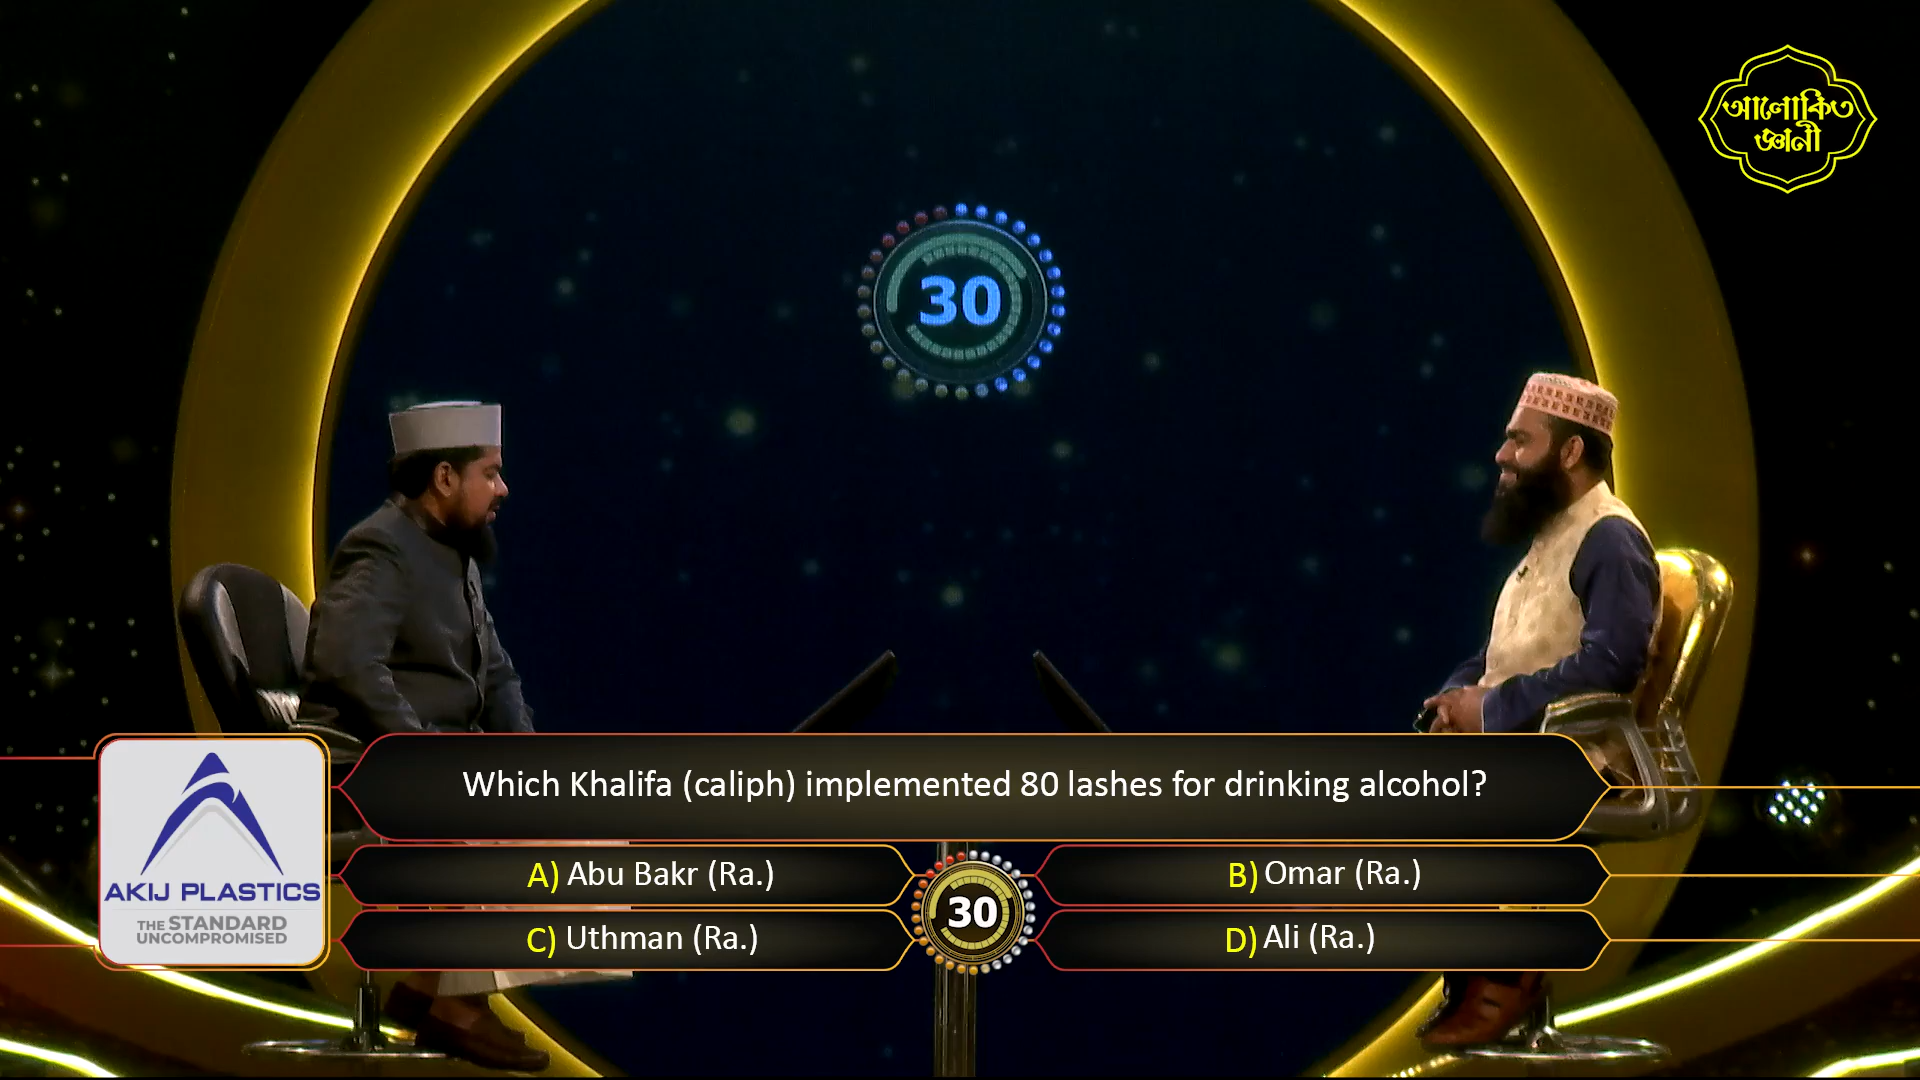 আলোকিত
জ্ঞানী
30
Which Khalifa (caliph) implemented 80 lashes for drinking alcohol?
A) Abu Bakr (Ra.)
B) Omar (Ra.)
C) Uthman (Ra.)
D) Ali (Ra.)
30
AKIJ PLASTICS
THE STANDARD
UNCOMPROMISED